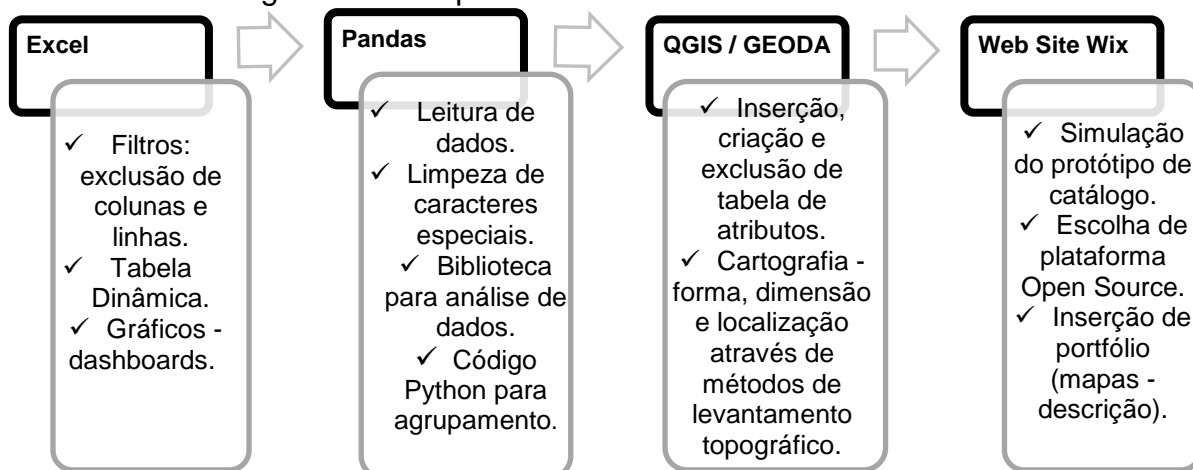 Excel
✓ Filtros:
exclusão de
colunas e
linhas.
✓ Tabela
Dinâmica.
✓ Gráficos -
dashboards.
Pandas
✓ Leitura de
dados.
✓ Limpeza de
caracteres
especiais.
✓ Biblioteca
para análise de
dados.
✓ Código
Python para
agrupamento.
QGIS / GEODA
✓ Inserção,
criação e
exclusão de
tabela de
atributos.
✓ Cartografia -
forma, dimensão
e localização
através de
métodos de
levantamento
topográfico.
Web Site Wix
✓ Simulação
do protótipo de
catálogo.
✓ Escolha de
plataforma
Open Source.
✓ Inserção de
portfólio
(mapas -
descrição).